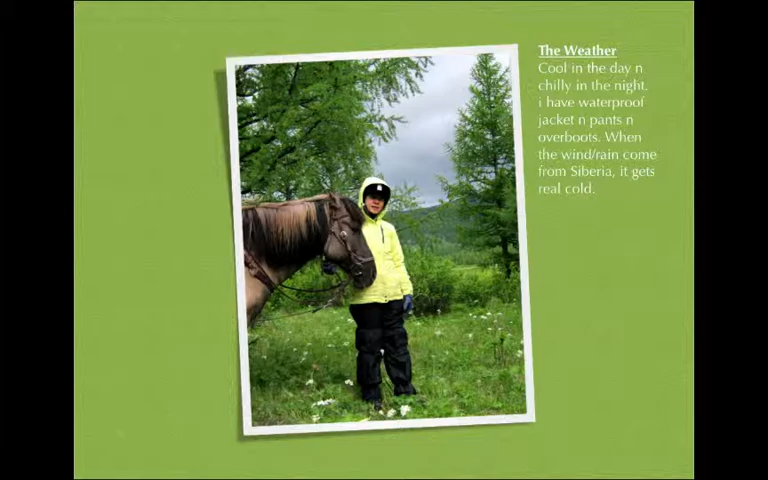 The Weather
Cool in the day n
chilly in the night.
i have waterproof
jacket n pants n
overboots. When
the wind/rain come
from Siberia, it gets
real cold.